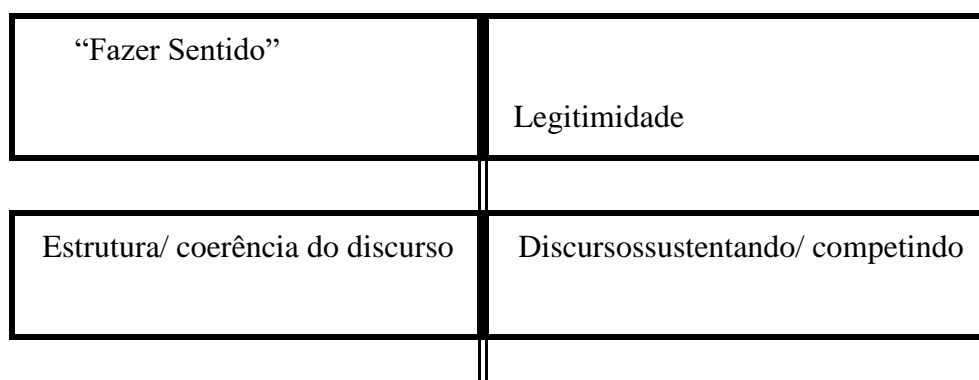 “Fazer Sentido”
Legitimidade
Estrutura/ coerência do discurso
Discursossustentando/ competindo